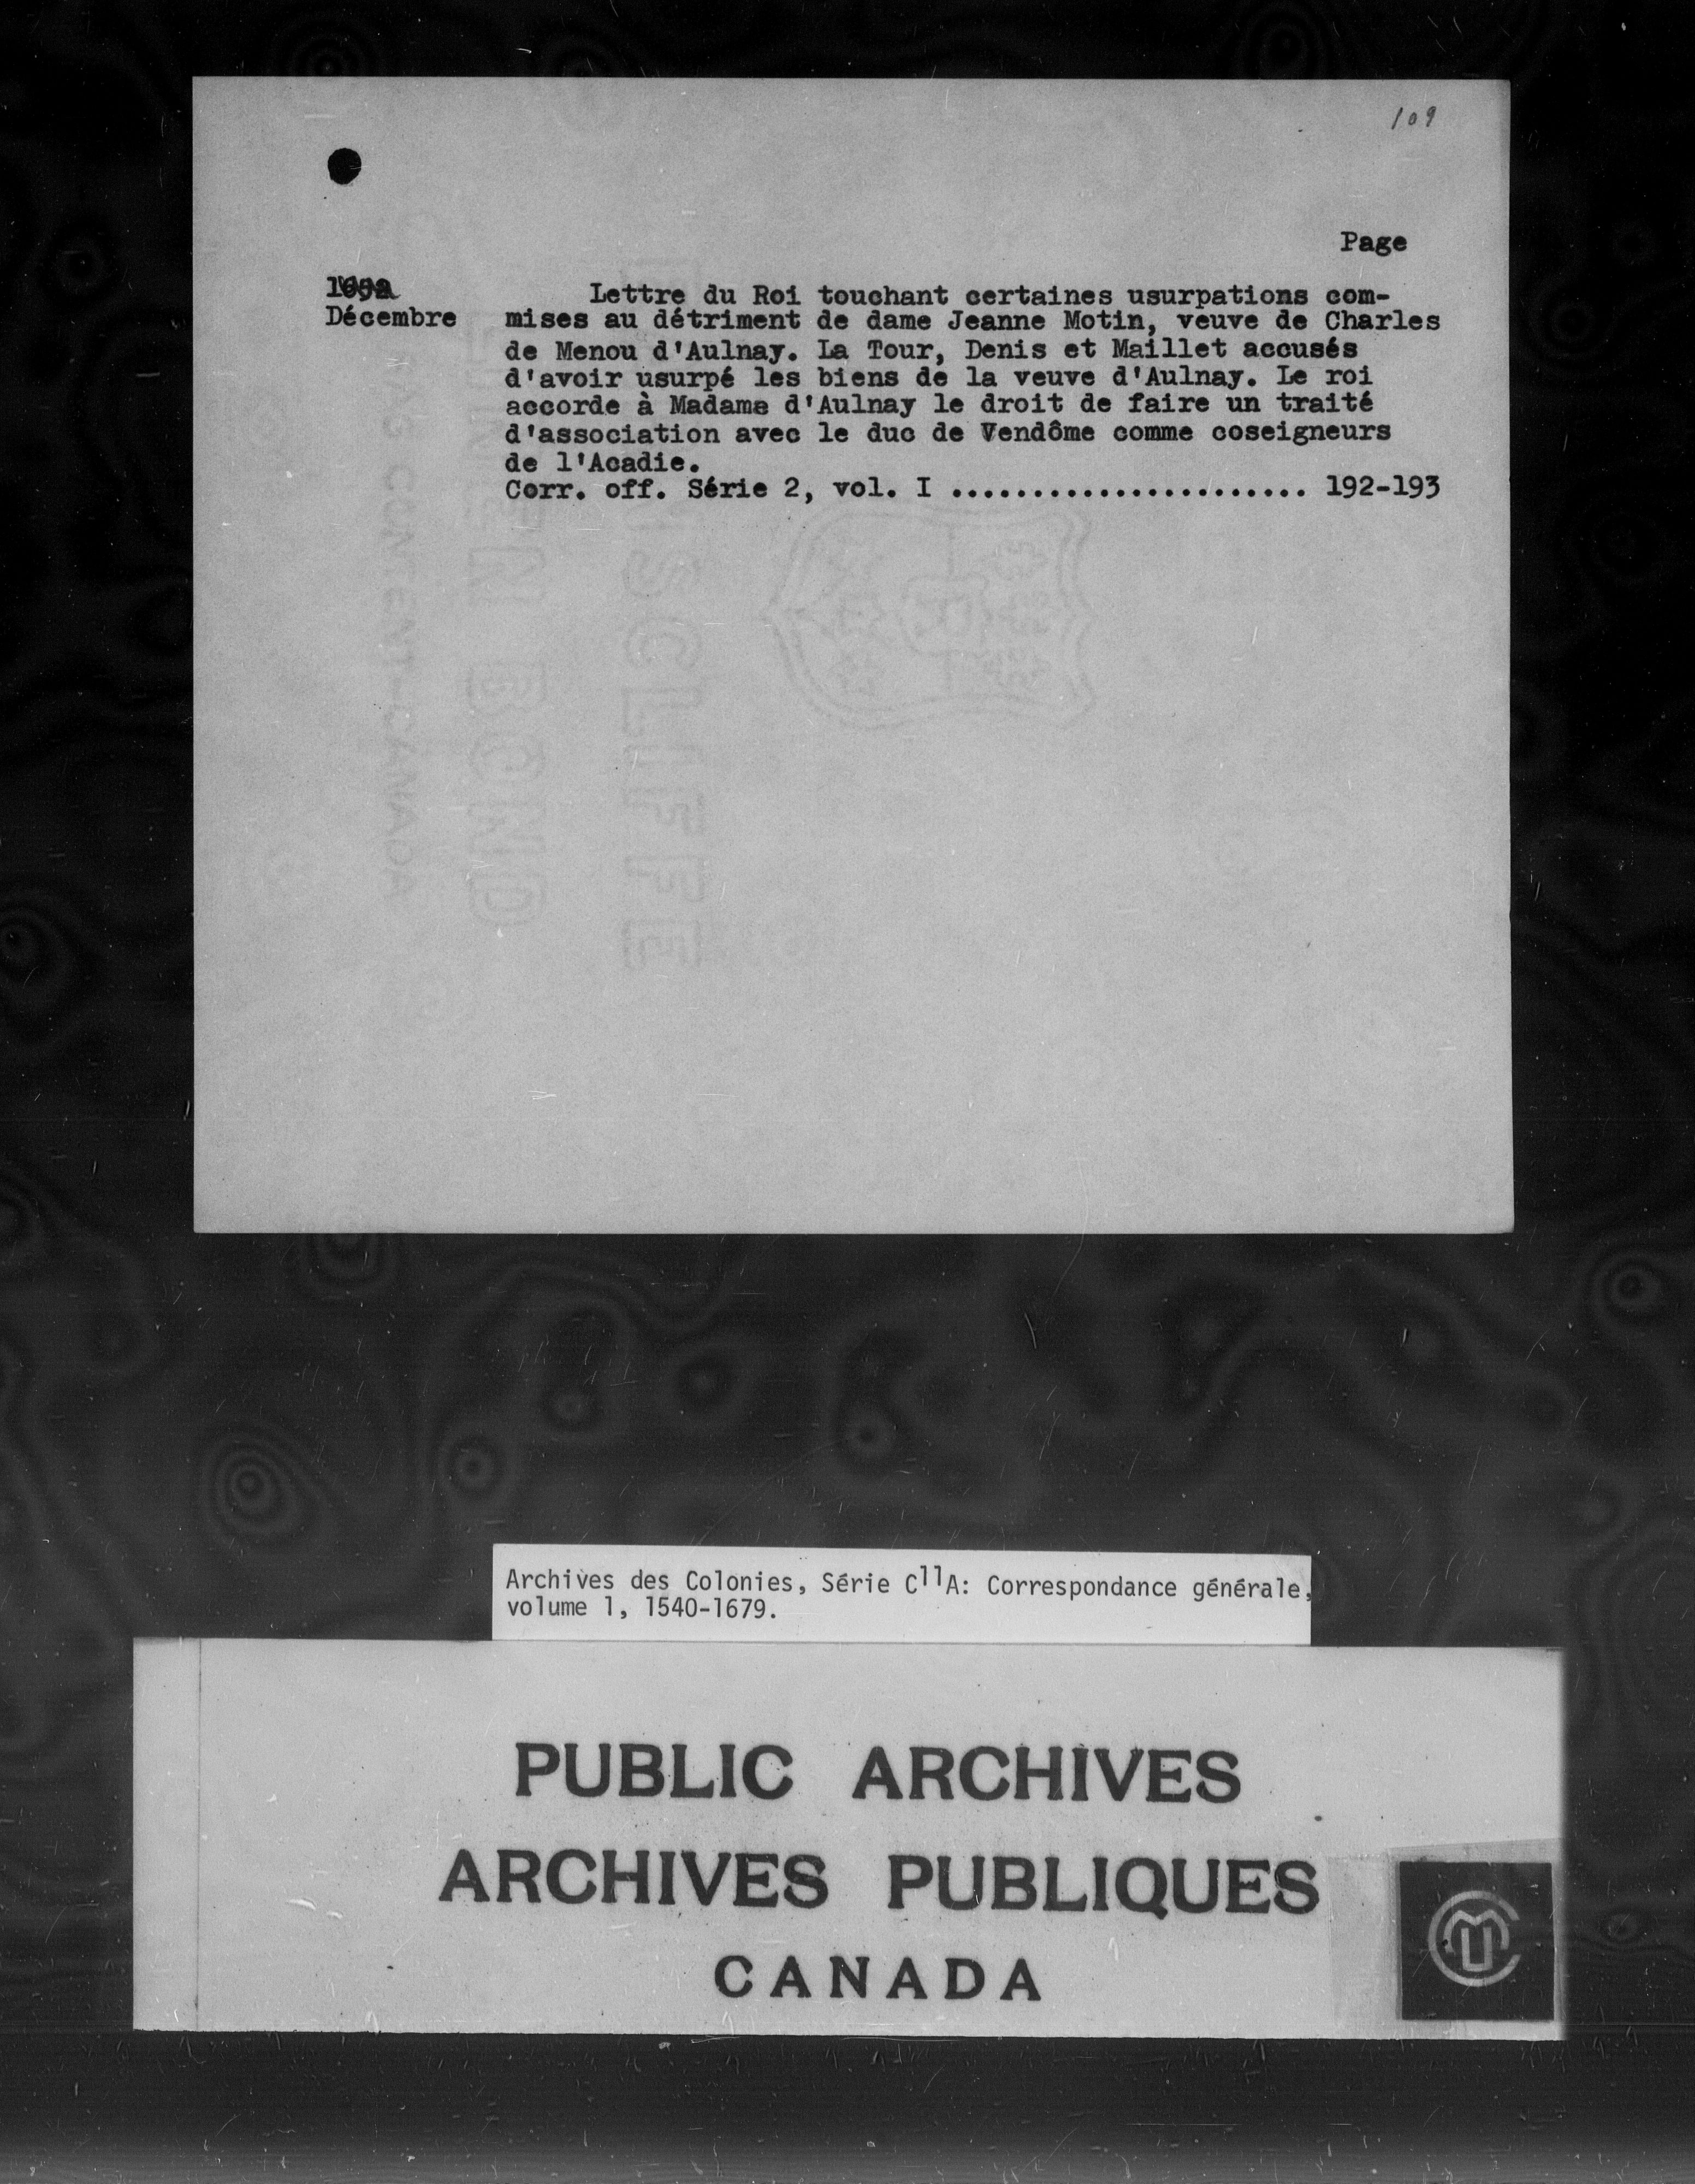 109
Page
1652
Décembre
Lettre du Roi touchant certaines usurpations com-
mises au détriment de dame Jeanne Motin, veuve de Charles
de Menou d'Aulnay. La Tour, Denis et Maillet accusés
d'avoir usurpé les biens de la veuve d'Aulnay. Le roi
accorde à Madame d'Aulnay le droit de faire un traité
d'association avec le duc de Vendôme comme coseigneurs
de l'Acadie.
Corr. off. Série 2, vol. I ...................... 192-193
Archives des Colonies, Série C11A: Correspondance générale,
volume 1, 1540-1679.
PUBLIC ARCHIVES
ARCHIVES PUBLIQUES
CANADA